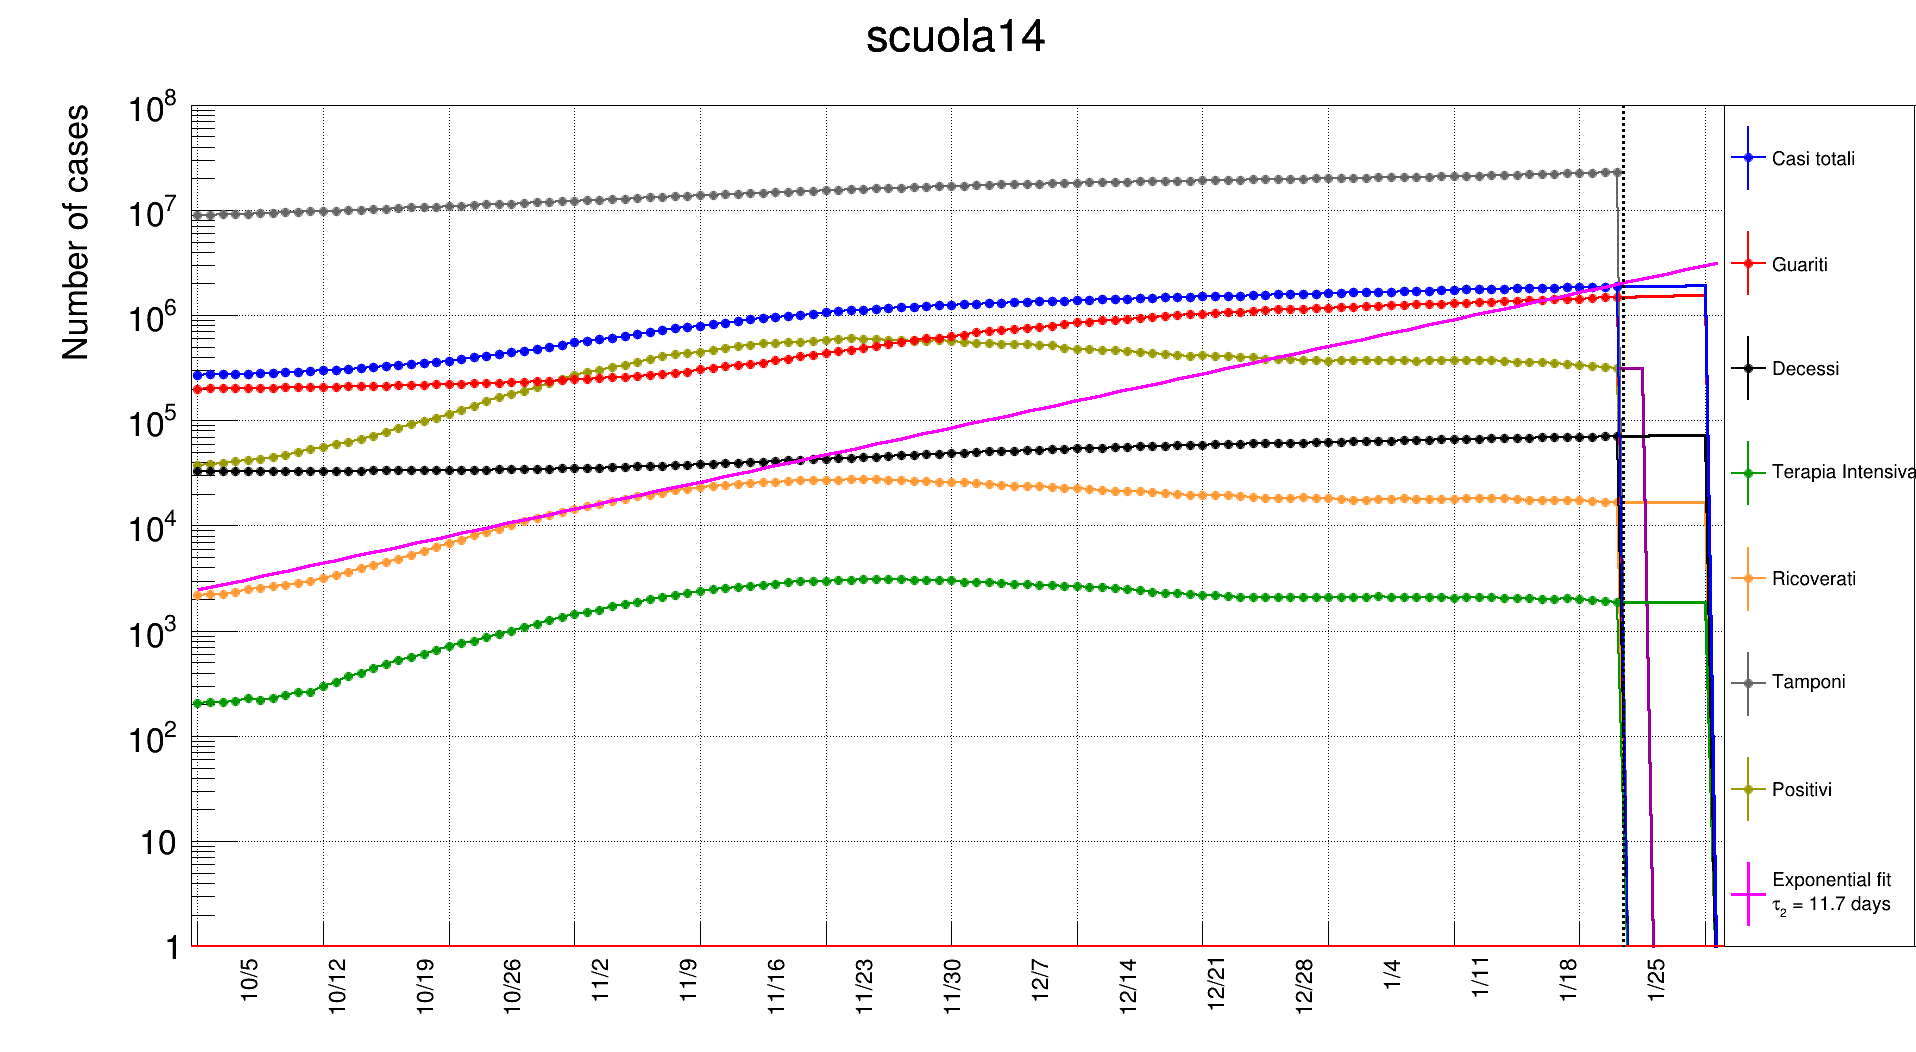 scuola14
Number of cases
10^8
10^7
10^6
10^5
10^4
10^3
10^2
10
1
10/5
10/12
10/19
10/26
11/2
11/9
11/16
11/23
11/30
12/7
12/14
12/21
12/28
1/4
1/11
1/18
1/25
Casi totali
Guariti
Decessi
Terapia Intensiva
Ricoverati
Tamponi
Positivi
Exponential fit
τ₂ = 11.7 days